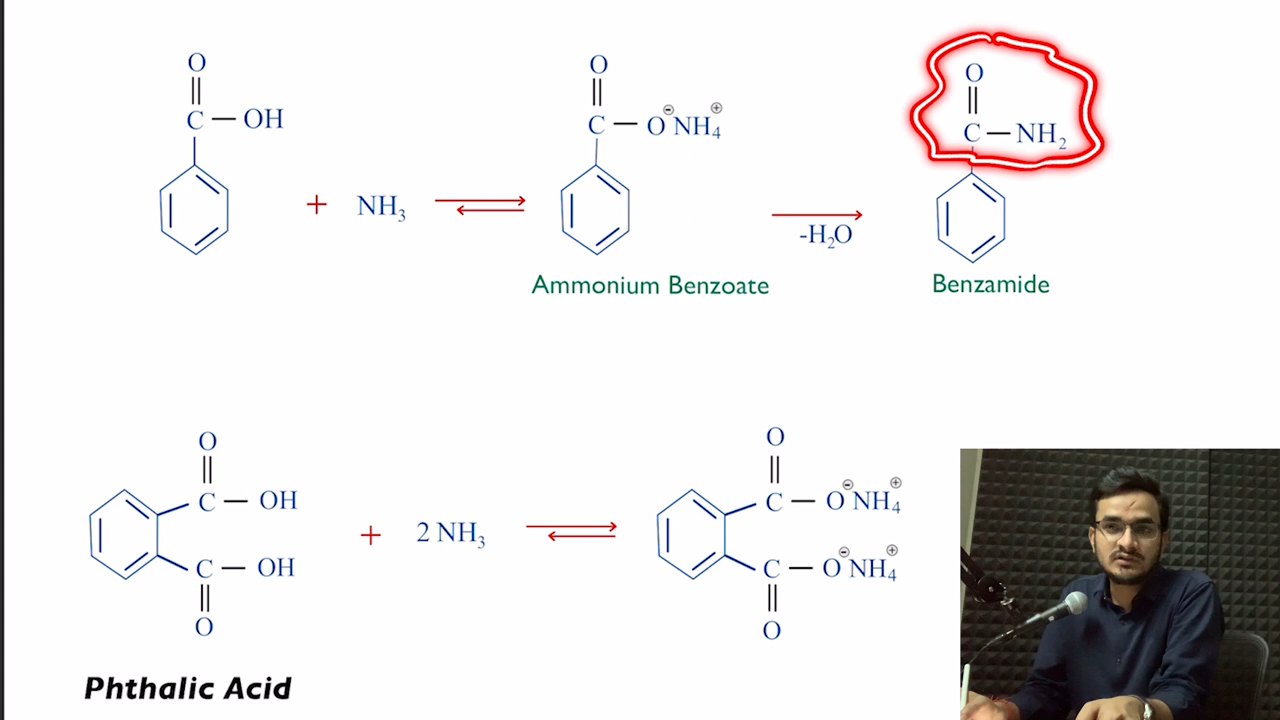 O
||
C — OH
+ NH₃ ⇌
O
||
C — O⊖NH₄⊕
-H₂O
O
||
C — NH₂
Ammonium Benzoate
Benzamide
O
||
C — OH
C — OH
||
O
+ 2 NH₃ ⇌
O
||
C — O⊖NH₄⊕
C — O⊖NH₄⊕
||
O
Phthalic Acid